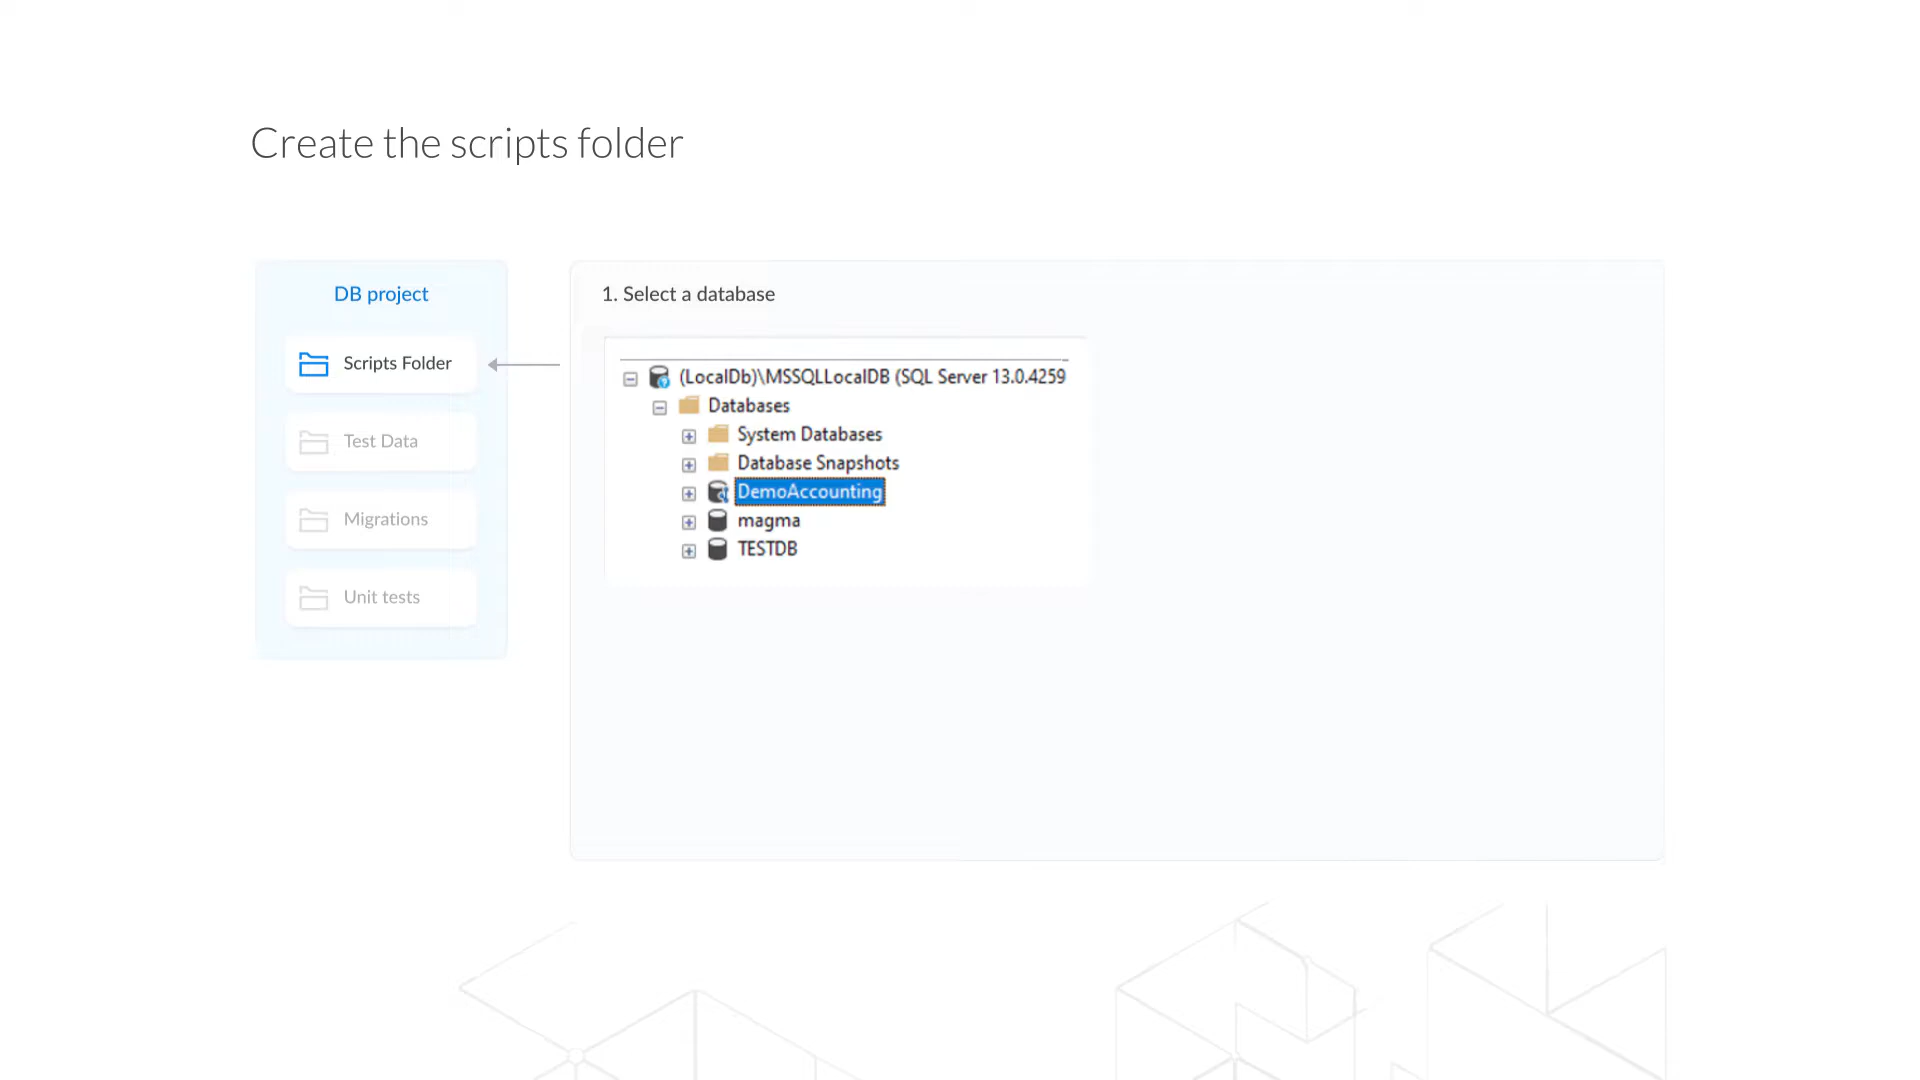 Create the scripts folder
DB project
Scripts Folder
Test Data
Migrations
Unit tests
1. Select a database
(LocalDb)\MSSQLLocalDB (SQL Server 13.0.4259
Databases
System Databases
Database Snapshots
DemoAccounting
magma
TESTDB